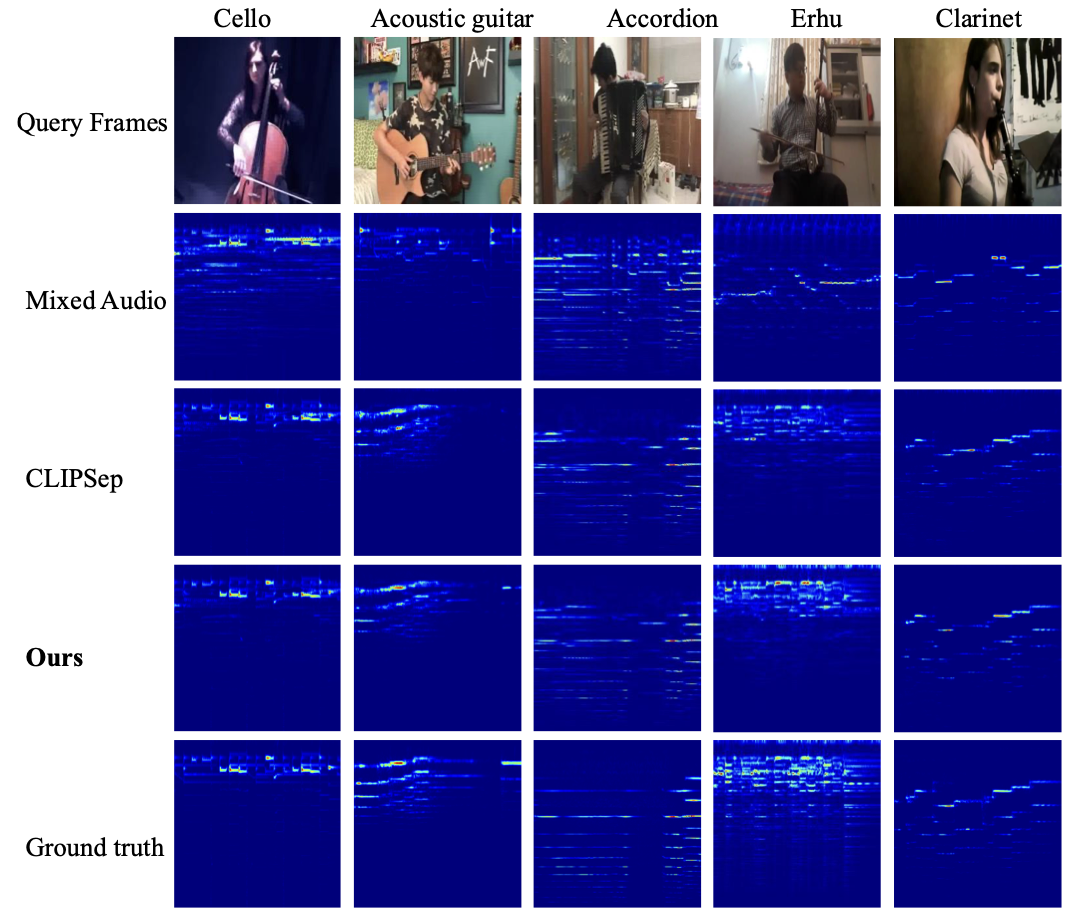 Cello Acoustic guitar Accordion Erhu Clarinet
Query Frames
AwF
Mixed Audio
CLIPSep
Ours
Ground truth